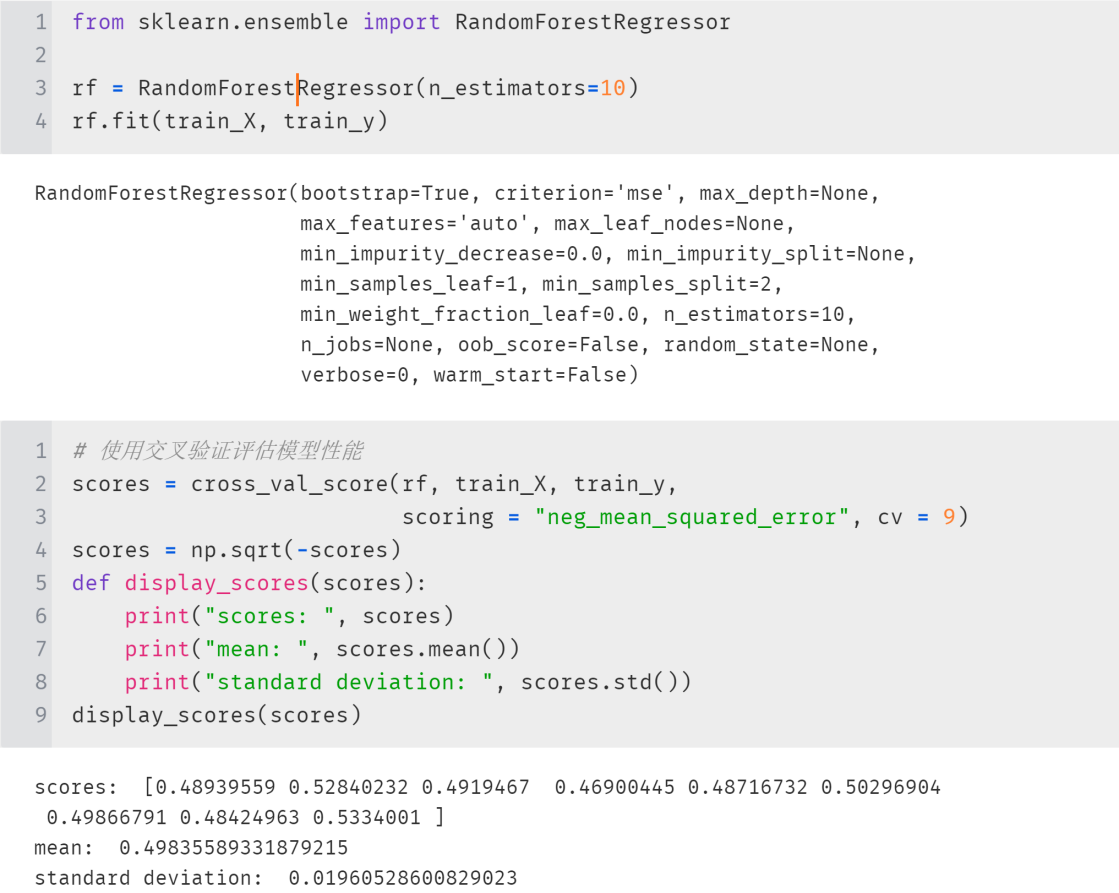 1 from sklearn.ensemble import RandomForestRegressor
2
3 rf = RandomForestRegressor(n_estimators=10)
4 rf.fit(train_X, train_y)
RandomForestRegressor(bootstrap=True, criterion='mse', max_depth=None,
                      max_features='auto', max_leaf_nodes=None,
                      min_impurity_decrease=0.0, min_impurity_split=None,
                      min_samples_leaf=1, min_samples_split=2,
                      min_weight_fraction_leaf=0.0, n_estimators=10,
                      n_jobs=None, oob_score=False, random_state=None,
                      verbose=0, warm_start=False)
1 # 使用交叉验证评估模型性能
2 scores = cross_val_score(rf, train_X, train_y,
3                          scoring = "neg_mean_squared_error", cv = 9)
4 scores = np.sqrt(-scores)
5 def display_scores(scores):
6     print("scores: ", scores)
7     print("mean: ", scores.mean())
8     print("standard deviation: ", scores.std())
9 display_scores(scores)
scores:  [0.48939559 0.52840232 0.4919467  0.46900445 0.48716732 0.50296904
 0.49866791 0.48424963 0.5334001 ]
mean:  0.49835589331879215
standard deviation:  0.01960528600829023